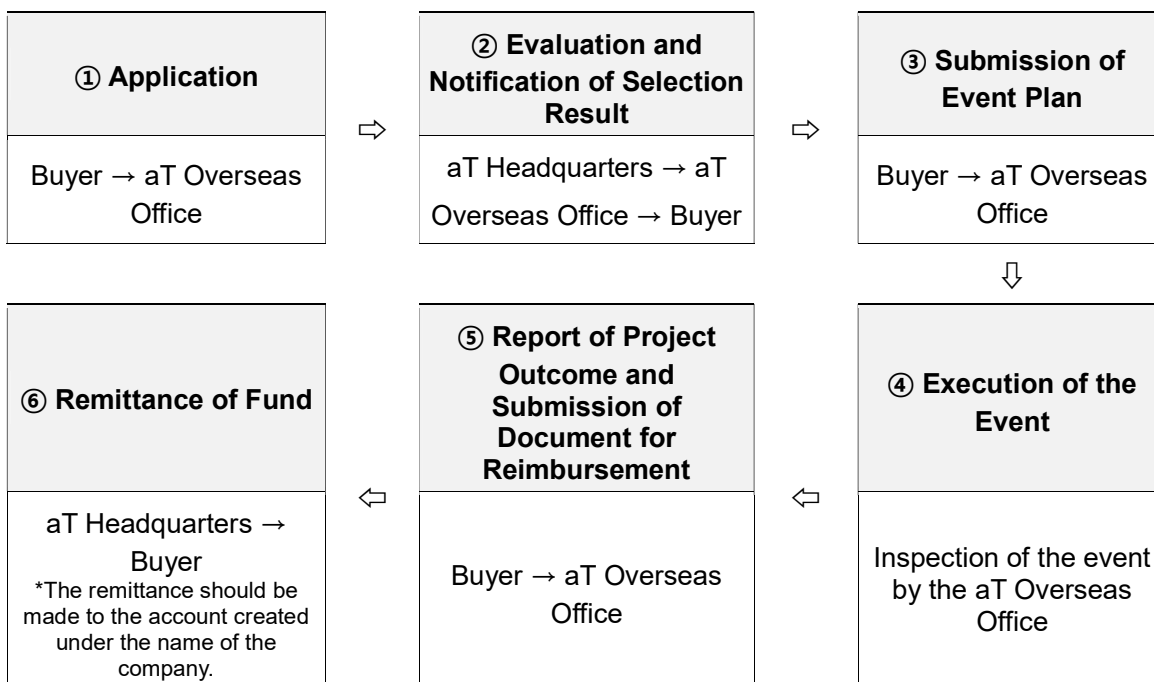 ① Application
Buyer → aT Overseas
Office
⇨
② Evaluation and
Notification of Selection
Result
aT Headquarters → aT
Overseas Office → Buyer
⇨
③ Submission of
Event Plan
Buyer → aT Overseas
Office
⇩
④ Execution of the
Event
Inspection of the event
by the aT Overseas
Office
⇦
⑤ Report of Project
Outcome and
Submission of
Document for
Reimbursement
Buyer → aT Overseas
Office
⇦
⑥ Remittance of Fund
aT Headquarters →
Buyer
*The remittance should be
made to the account created
under the name of the
company.